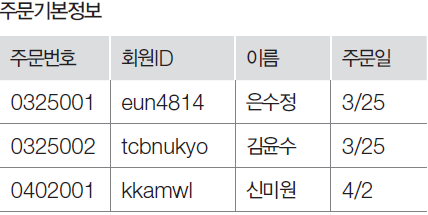 주문기본정보
주문번호 회원ID 이름 주문일
0325001 eun4814 은수정 3/25
0325002 tcbnukyo 김윤수 3/25
0402001 kkamwl 신미원 4/2